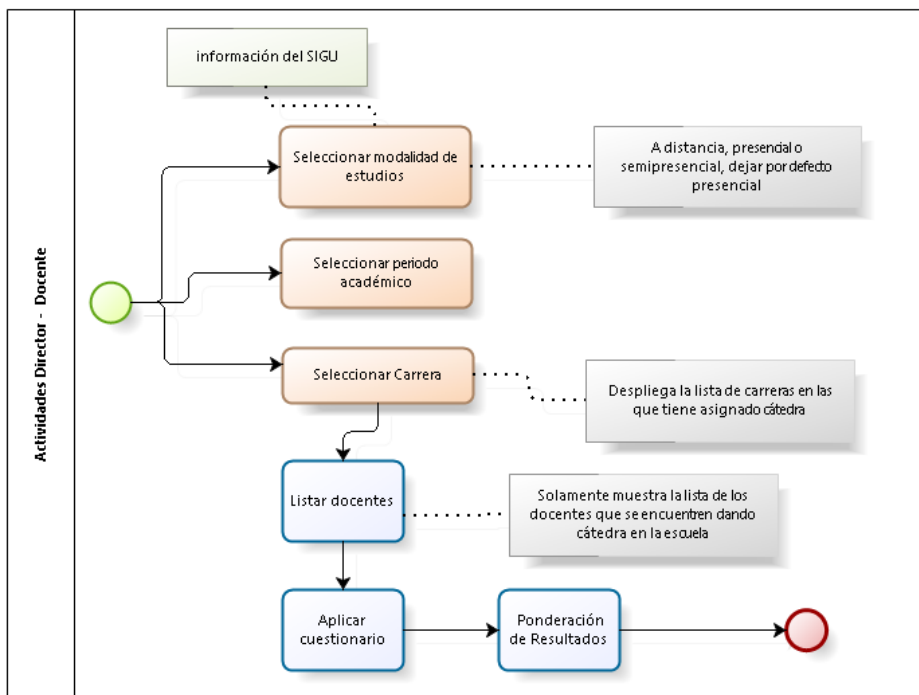 Actividades Director - Docente
información del SIGU
Seleccionar modalidad de
estudios
A distancia, presencial o
semipresencial, dejar por defecto
presencial
Seleccionar periodo
académico
Seleccionar Carrera
Despliega la lista de carreras en las
que tiene asignado cátedra
Listar docentes
Solamente muestra la lista de los
docentes que se encuentren dando
cátedra en la escuela
Aplicar
cuestionario
Ponderación
de Resultados